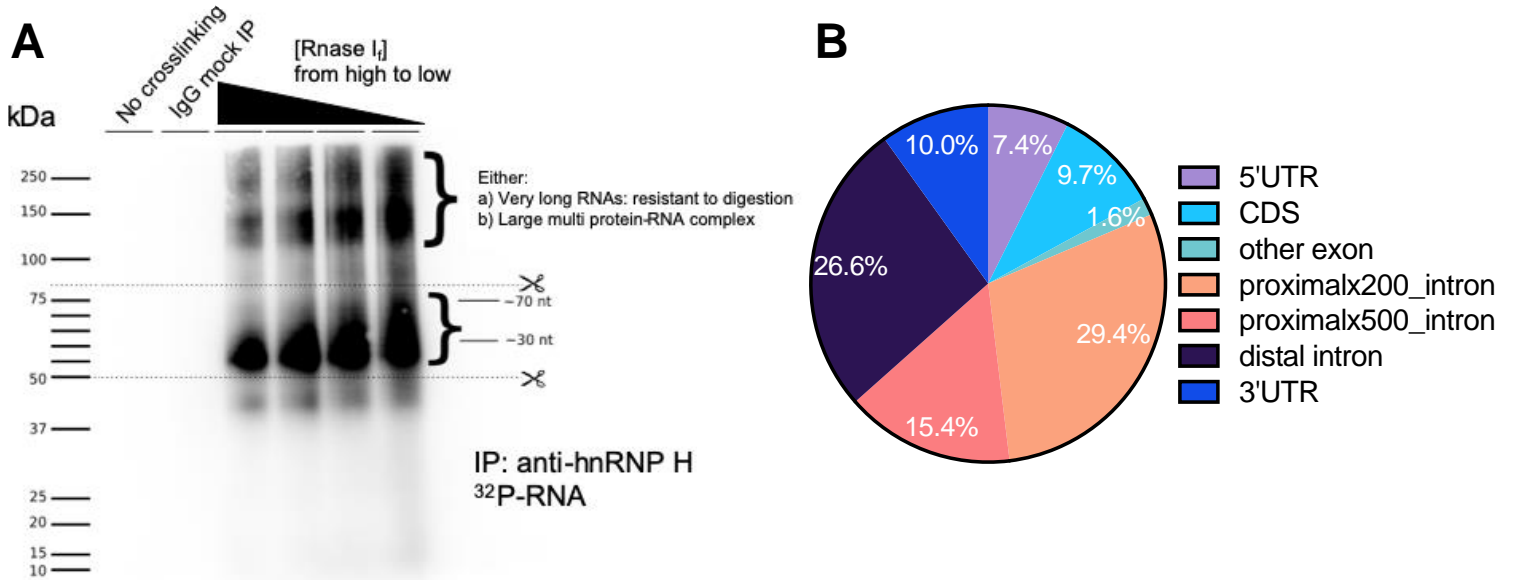 A
No crosslinking
IgG mock IP
[Rnase If]
from high to low
kDa
250
150
100
75
50
37
25
20
15
10
Either:
a) Very long RNAs: resistant to digestion
b) Large multi protein-RNA complex
~70 nt
~30 nt
IP: anti-hnRNP H
32P-RNA
B
10.0%
7.4%
9.7%
1.6%
26.6%
29.4%
15.4%
5'UTR
CDS
other exon
proximalx200_intron
proximalx500_intron
distal intron
3'UTR